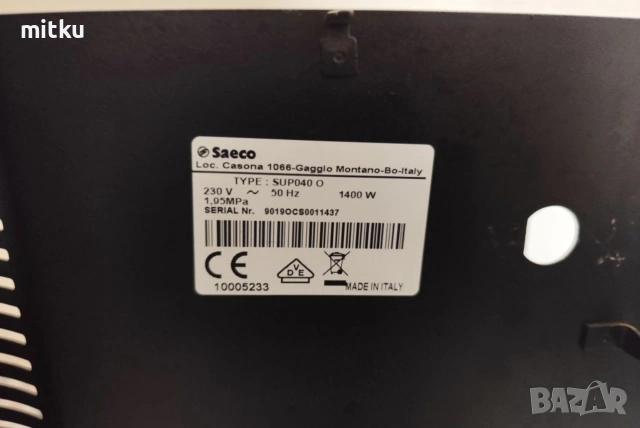 mitku
Saeco
Loc. Casona 1066-Gaggio Montano-Bo-Italy
TYPE : SUP040 O
230 V ~ 50 Hz 1400 W
1,95MPa
SERIAL Nr. 9019OCS0011437
DVE
10005233
MADE IN ITALY
BAZAR